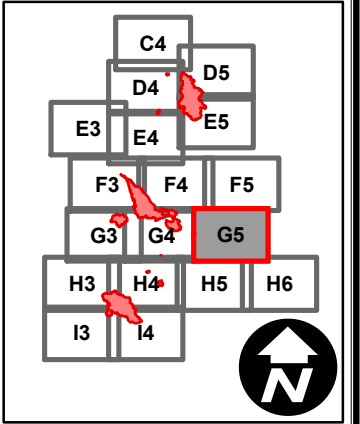 C4
D4 D5
E3 E4 E5
F3 F4 F5
G3 G4 G5
H3 H4 H5 H6
I3 I4
N